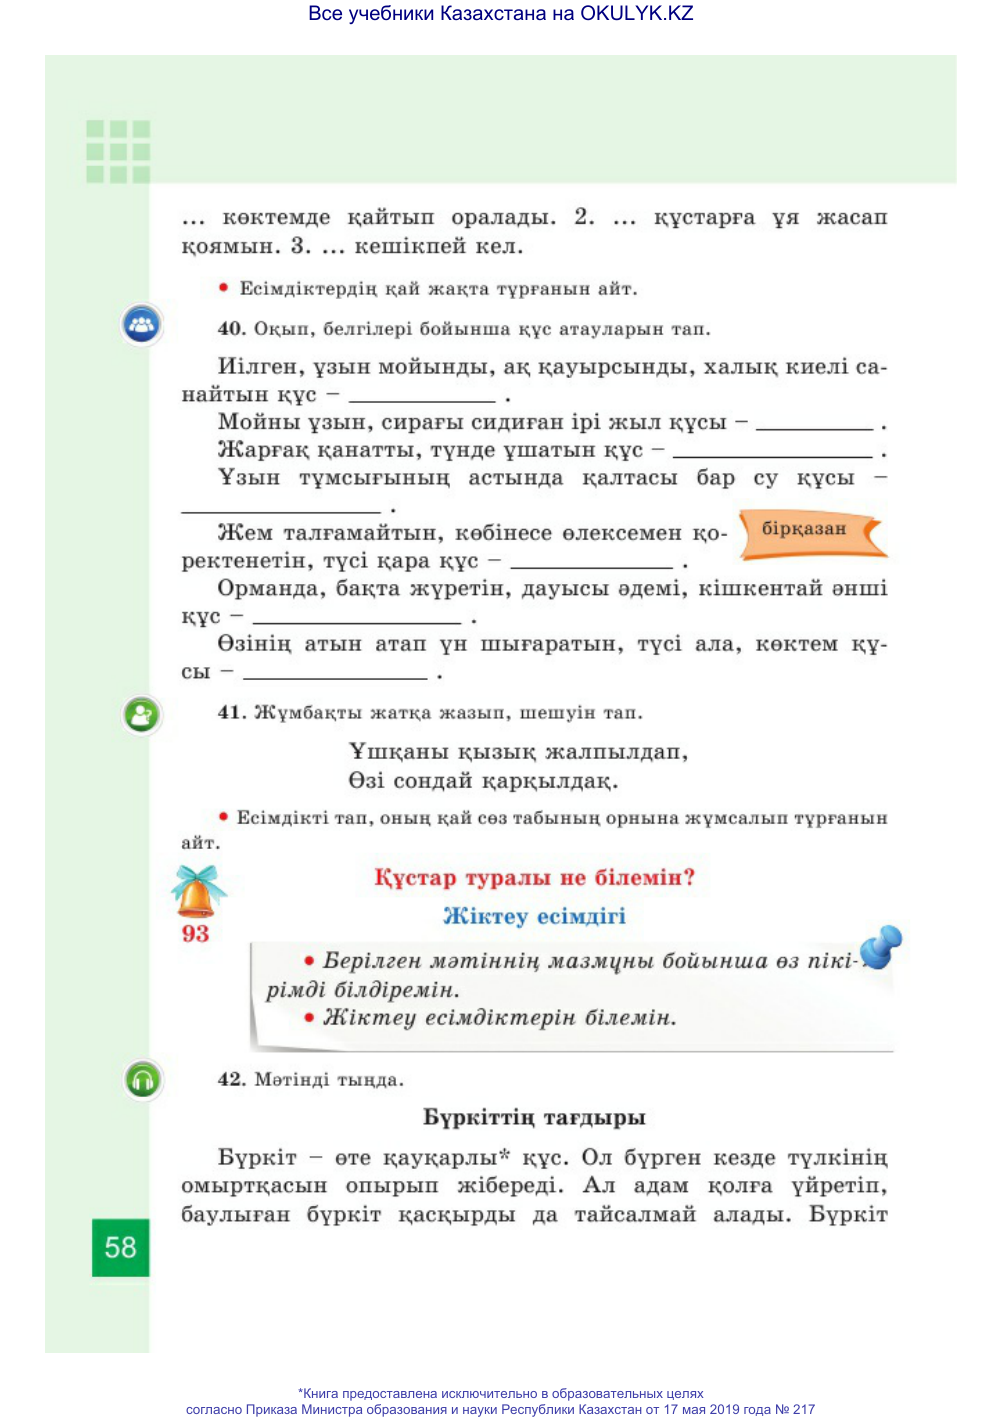 Все учебники Казахстана на OKULYK.KZ
... көктемде қайтып оралады. 2. ... құстарға ұя жасап
қоямын. 3. ... кешікпей кел.
• Есімдіктердің қай жақта тұрғанын айт.
40. Оқып, белгілері бойынша құс атауларын тап.
Иілген, ұзын мойынды, ақ қауырсынды, халық киелі са-
найтын құс – ____________ .
Мойны ұзын, сирағы сидиған ірі жыл құсы – __________ .
Жарғақ қанатты, түнде ұшатын құс – _________________ .
Ұзын тұмсығының астында қалтасы бар су құсы –
_________________ .
Жем талғамайтын, көбінесе өлексемен қо-
ректенетін, түсі қара құс – ______________ .
бірқазан
Орманда, бақта жүретін, дауысы әдемі, кішкентай әнші
құс – __________________ .
Өзінің атын атап үн шығаратын, түсі ала, көктем құ-
сы – ________________ .
41. Жұмбақты жатқа жазып, шешуін тап.
Ұшқаны қызық жалпылдап,
Өзі сондай қарқылдақ.
• Есімдікті тап, оның қай сөз табының орнына жұмсалып тұрғанын
айт.
Құстар туралы не білемін?
Жіктеу есімдігі
93
• Берілген мәтіннің мазмұны бойынша өз пікі-
рімді білдіремін.
• Жіктеу есімдіктерін білемін.
42. Мәтінді тыңда.
Бүркіттің тағдыры
Бүркіт – өте қауқарлы* құс. Ол бүрген кезде түлкінің
омыртқасын опырып жібереді. Ал адам қолға үйретіп,
баулыған бүркіт қасқырды да тайсалмай алады. Бүркіт
58
*Книга предоставлена исключительно в образовательных целях
согласно Приказа Министра образования и науки Республики Казахстан от 17 мая 2019 года № 217